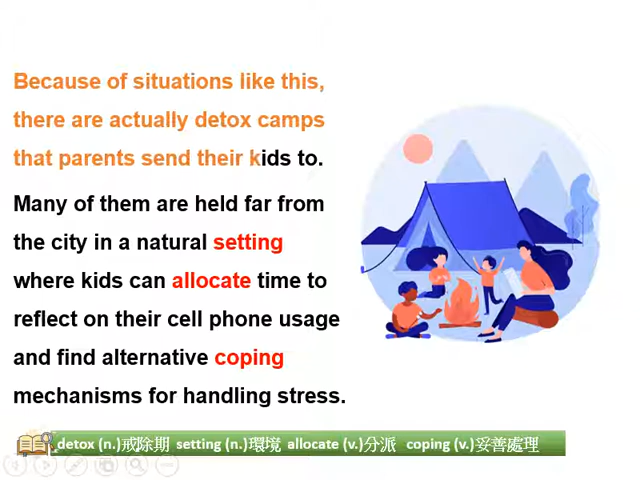 Because of situations like this,
there are actually detox camps
that parents send their kids to.
Many of them are held far from
the city in a natural setting
where kids can allocate time to
reflect on their cell phone usage
and find alternative coping
mechanisms for handling stress.
detox (n.)戒除期 setting (n.)環境 allocate (v.)分派 coping (v.)妥善處理